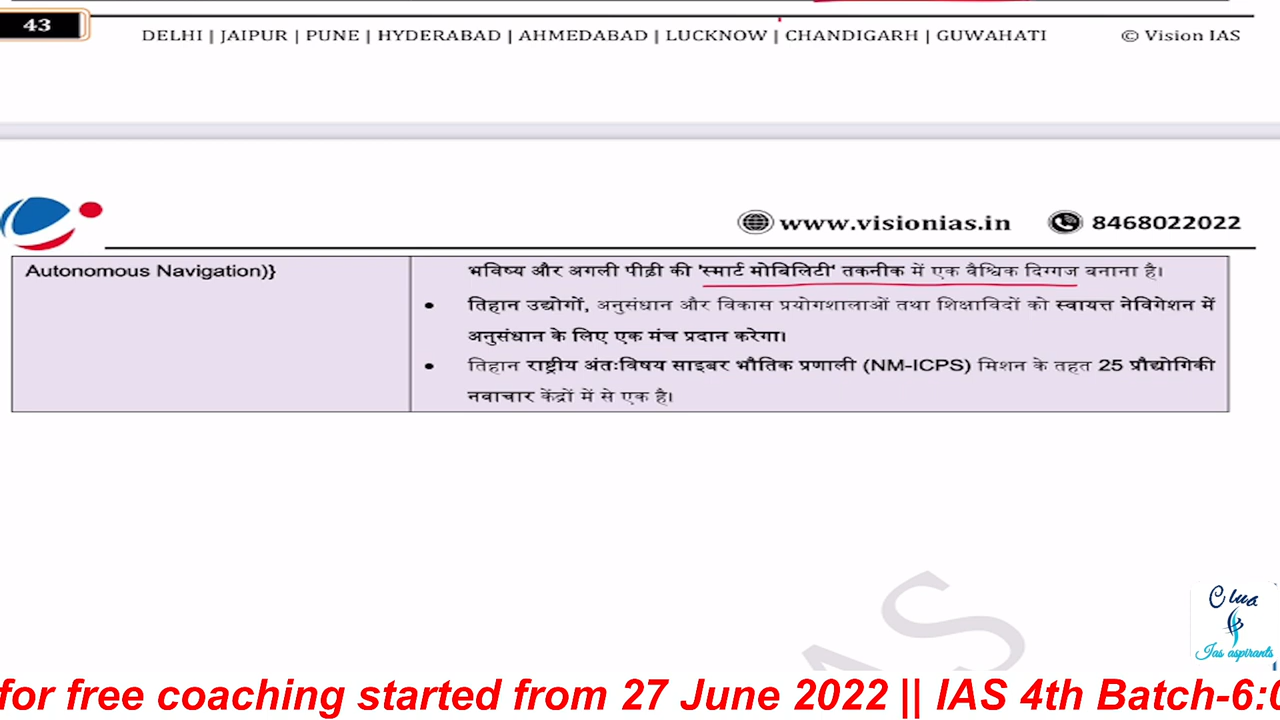 43
DELHI | JAIPUR | PUNE | HYDERABAD | AHMEDABAD | LUCKNOW | CHANDIGARH | GUWAHATI © Vision IAS
www.visionias.in 8468022022
Autonomous Navigation)} भविष्य और अगली पीढ़ी की 'स्मार्ट मोबिलिटी' तकनीक में एक वैश्विक दिग्गज बनाना है।
• तिहान उद्योगों, अनुसंधान और विकास प्रयोगशालाओं तथा शिक्षाविदों को स्वायत्त नेविगेशन में
अनुसंधान के लिए एक मंच प्रदान करेगा।
• तिहान राष्ट्रीय अंतःविषय साइबर भौतिक प्रणाली (NM-ICPS) मिशन के तहत 25 प्रौद्योगिकी
नवाचार केंद्रों में से एक है।
AS
Clua
Ias aspirants
for free coaching started from 27 June 2022 || IAS 4th Batch-6:0